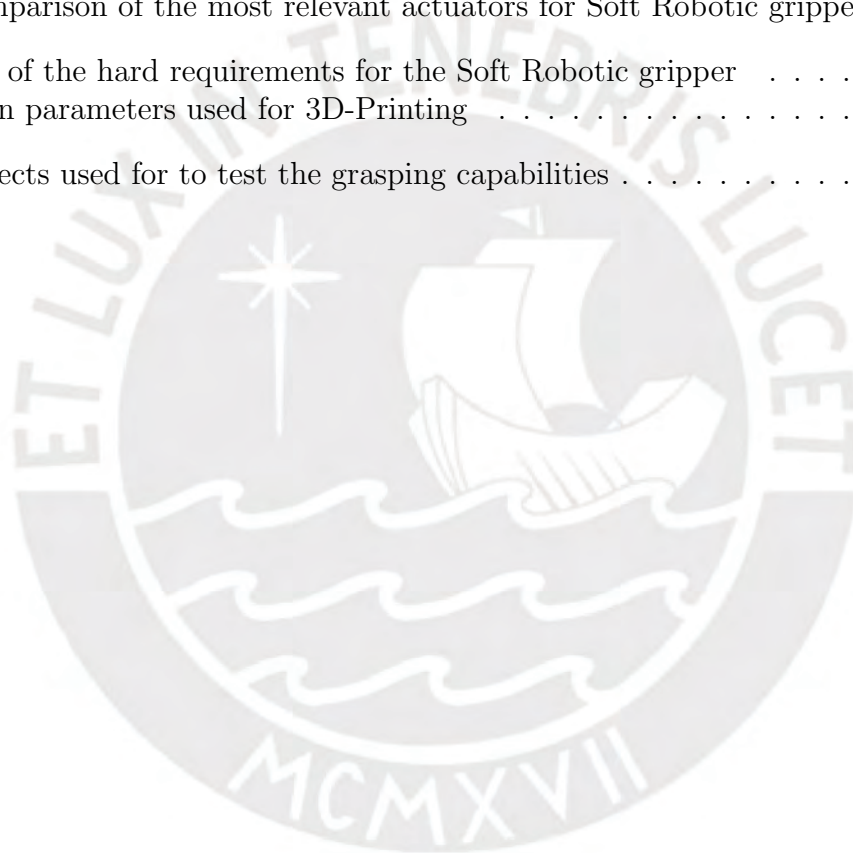 mparison of the most relevant actuators for Soft Robotic grippe
of the hard requirements for the Soft Robotic gripper . . . .
n parameters used for 3D-Printing . . . . . . . . . . . . . . .
ects used for to test the grasping capabilities . . . . . . . . . .
ET LUX IN TENEBRIS LUCET
MCMXVII